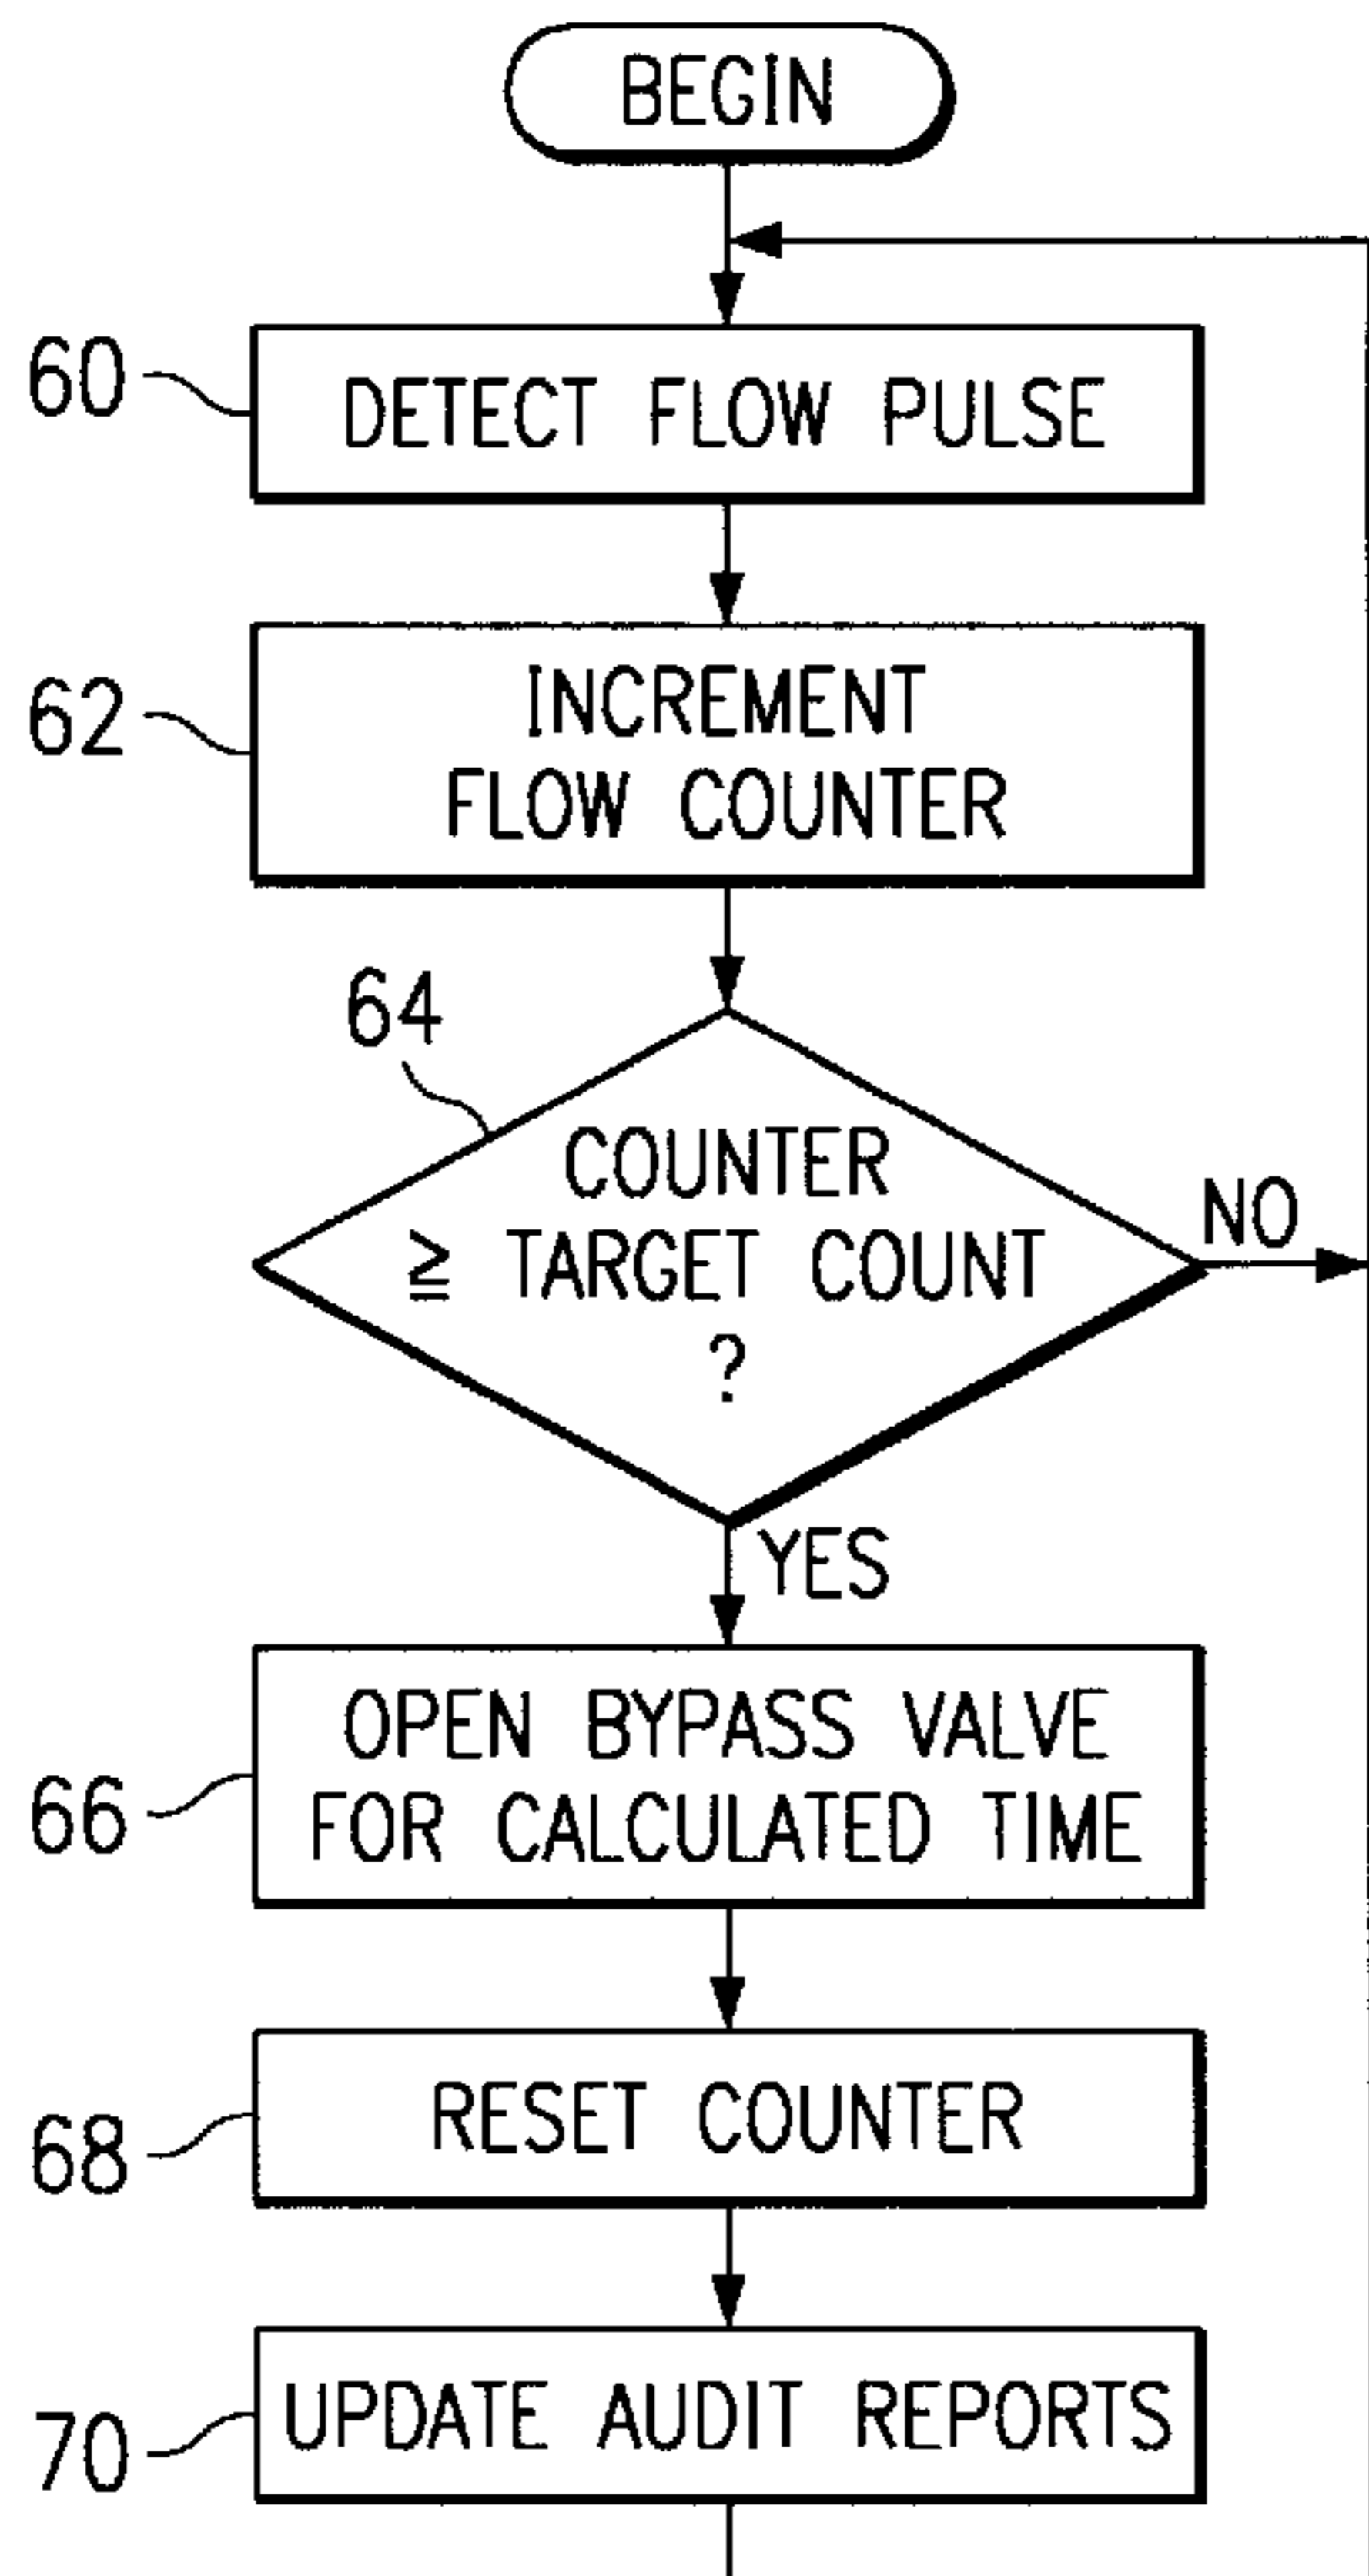 BEGIN
60
DETECT FLOW PULSE
62
INCREMENT
FLOW COUNTER
64
COUNTER
≧ TARGET COUNT
?
NO
YES
66
OPEN BYPASS VALVE
FOR CALCULATED TIME
68
RESET COUNTER
70
UPDATE AUDIT REPORTS